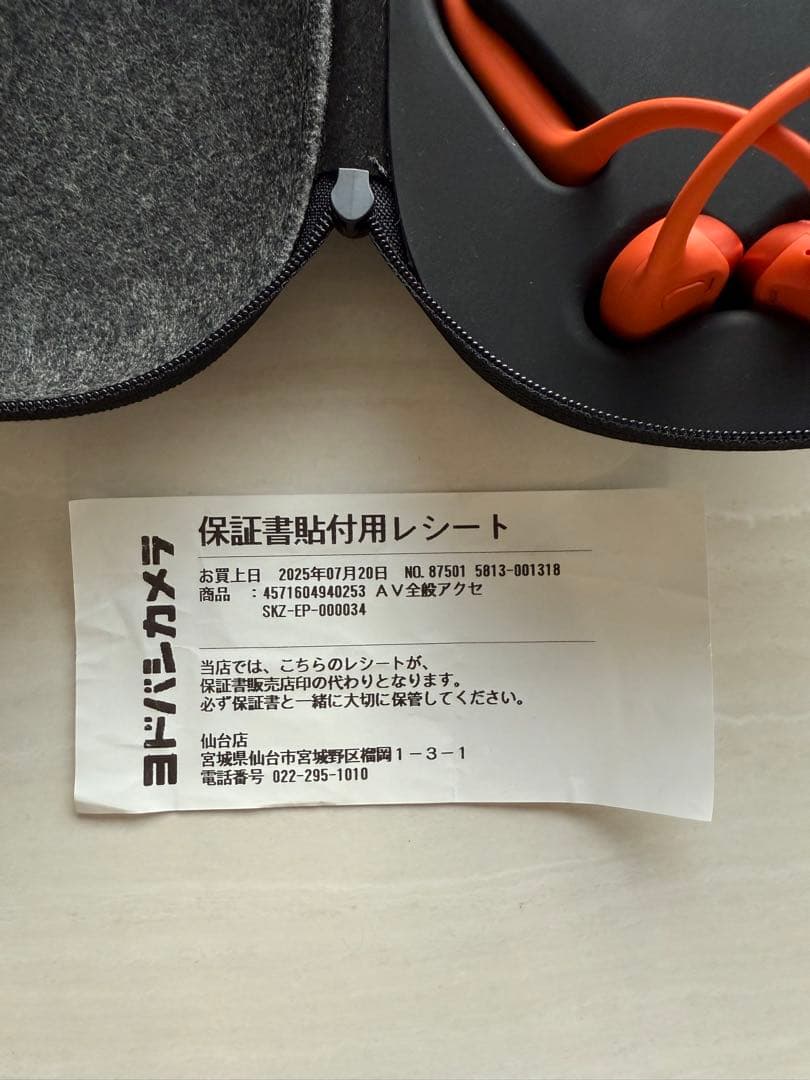 ヨドバシカメラ
保証書貼付用レシート
お買上日 2025年07月20日 NO. 87501 5813-001318
商品 :4571604940253 AV全般アクセ
SKZ-EP-000034
当店では、こちらのレシートが、
保証書販売店印の代わりとなります。
必ず保証書と一緒に大切に保管してください。
仙台店
宮城県仙台市宮城野区榴岡1-3-1
電話番号 022-295-1010